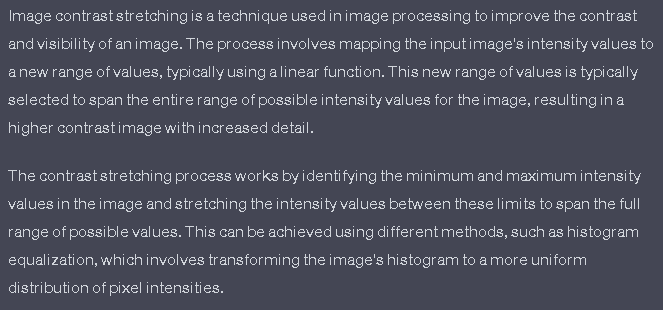 Image contrast stretching is a technique used in image processing to improve the contrast
and visibility of an image. The process involves mapping the input image's intensity values to
a new range of values, typically using a linear function. This new range of values is typically
selected to span the entire range of possible intensity values for the image, resulting in a
higher contrast image with increased detail.
The contrast stretching process works by identifying the minimum and maximum intensity
values in the image and stretching the intensity values between these limits to span the full
range of possible values. This can be achieved using different methods, such as histogram
equalization, which involves transforming the image's histogram to a more uniform
distribution of pixel intensities.